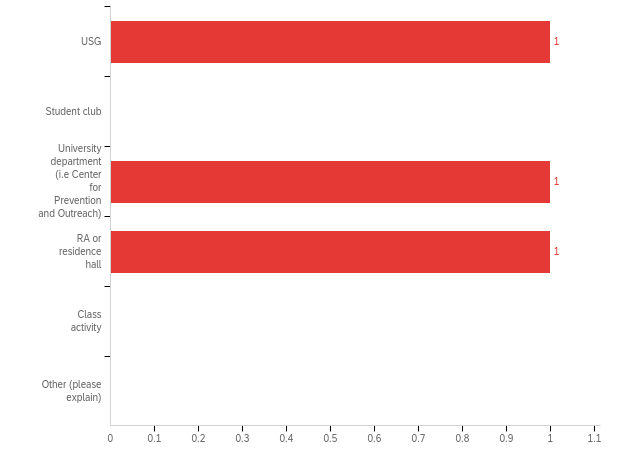 USG
1
Student club
University
department
(i.e Center
for
Prevention
and Outreach)
1
RA or
residence
hall
1
Class
activity
Other (please
explain)
0 0.1 0.2 0.3 0.4 0.5 0.6 0.7 0.8 0.9 1 1.1